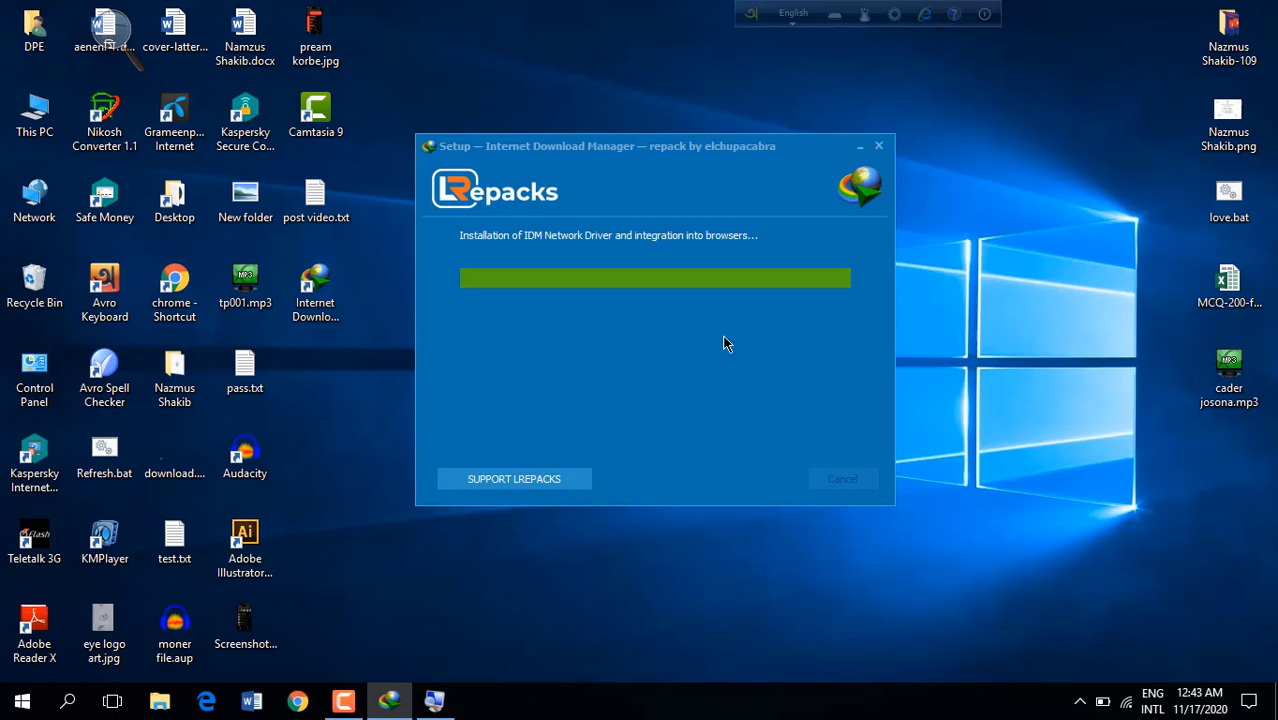 English
DPE
aenenr4.d...
cover-latter...
Namzus
Shakib.docx
pream
korbe.jpg
Nazmus
Shakib-109
This PC
Nikosh
Converter 1.1
Grameenp...
Internet
Kaspersky
Secure Co...
Camtasia 9
Nazmus
Shakib.png
Setup — Internet Download Manager — repack by elchupacabra
LRepacks
Installation of IDM Network Driver and integration into browsers...
SUPPORT LREPACKS
Cancel
Network
Safe Money
Desktop
New folder
post video.txt
love.bat
Recycle Bin
Avro
Keyboard
chrome -
Shortcut
MP3
tp001.mp3
Internet
Downlo...
MCQ-200-f...
Control
Panel
Avro Spell
Checker
Nazmus
Shakib
pass.txt
MP3
cader
josona.mp3
Kaspersky
Internet...
Refresh.bat
download....
Audacity
flash
Teletalk 3G
KMPlayer
test.txt
Ai
Adobe
Illustrator...
Adobe
Reader X
eye logo
art.jpg
moner
file.aup
Screenshot...
ENG
INTL
12:43 AM
11/17/2020